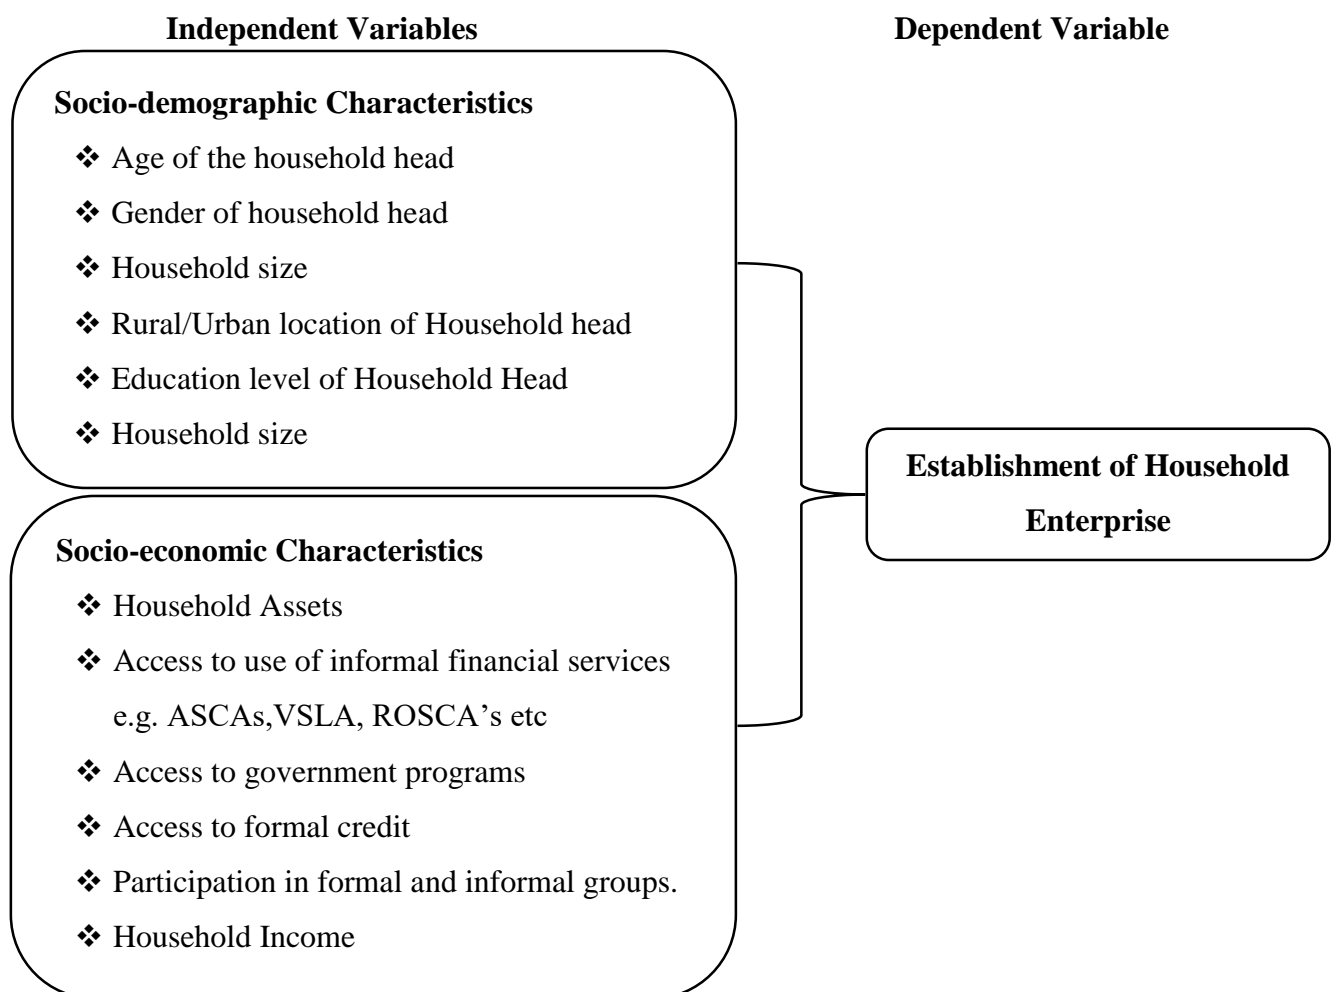 Independent Variables
Dependent Variable
Socio-demographic Characteristics
❖ Age of the household head
❖ Gender of household head
❖ Household size
❖ Rural/Urban location of Household head
❖ Education level of Household Head
❖ Household size
Establishment of Household
Enterprise
Socio-economic Characteristics
❖ Household Assets
❖ Access to use of informal financial services
e.g. ASCAs,VSLA, ROSCA’s etc
❖ Access to government programs
❖ Access to formal credit
❖ Participation in formal and informal groups.
❖ Household Income